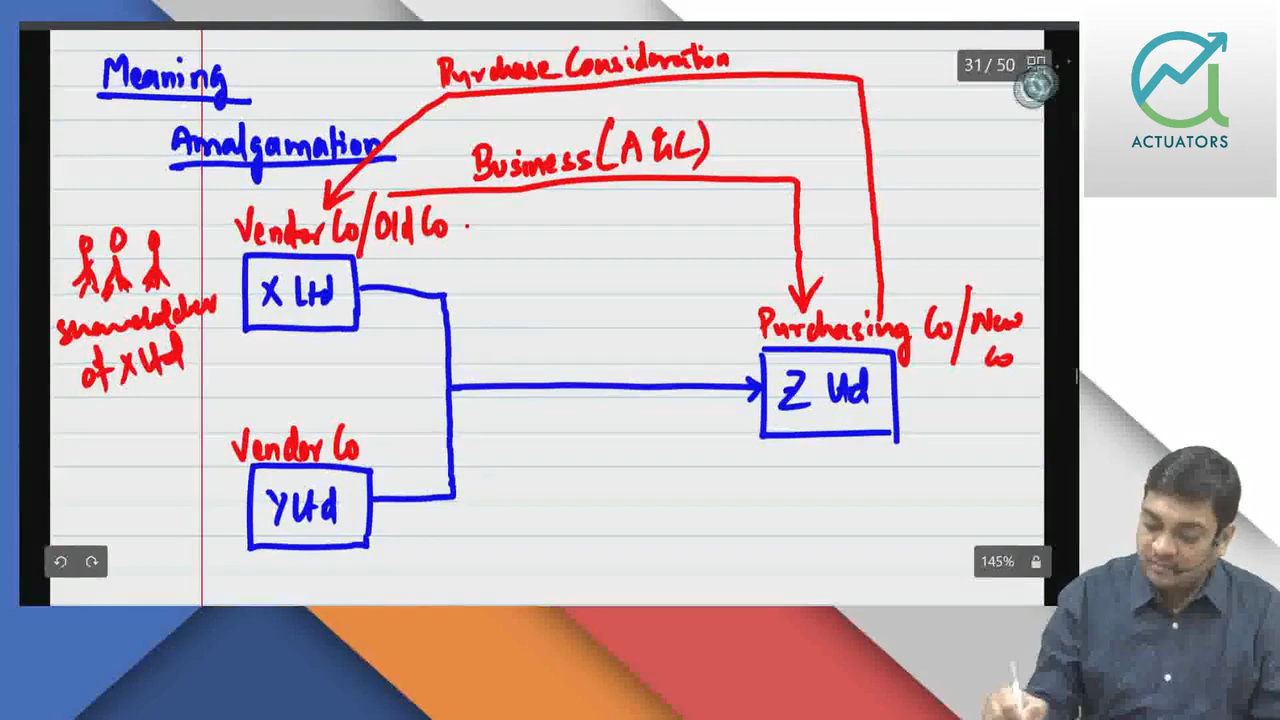 Meaning
Purchase Consideration
31 / 50
Amalgamation
Business (A & L)
Vendor Co/Old Co
X Ltd
Shareholder
of X Ltd
Purchasing Co/New
Co
Z Ltd
Vendor Co
Y Ltd
145%
ACTUATORS